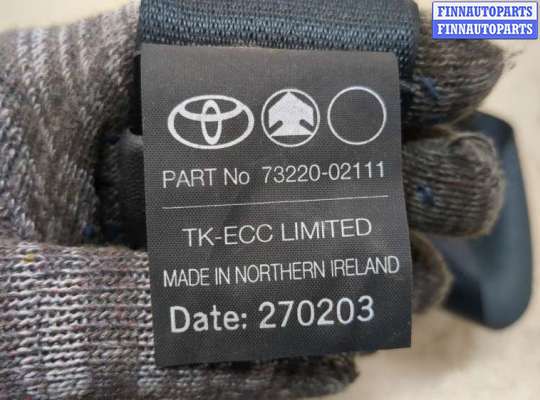 FINNAUTOPARTS
FINNAUTOPARTS
PART No 73220-02111
TK-ECC LIMITED
MADE IN NORTHERN IRELAND
Date: 270203